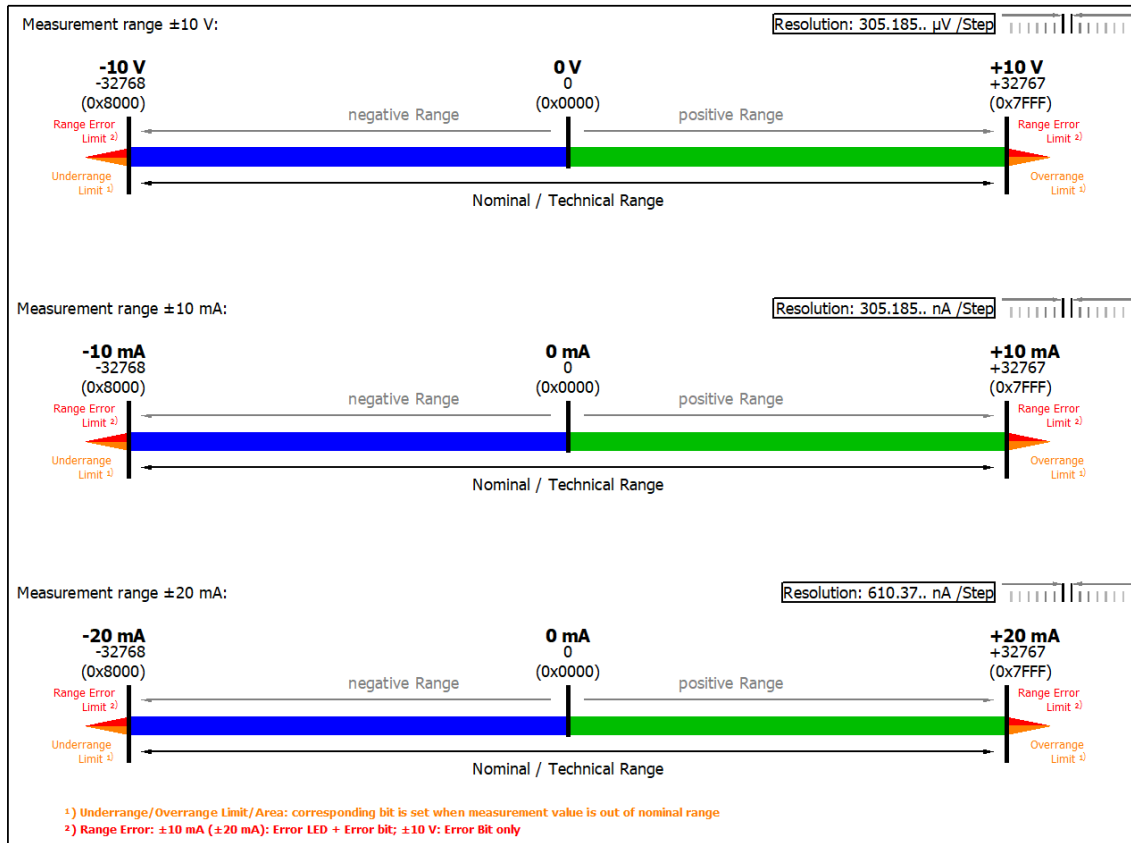 Measurement range ±10 V:
Resolution: 305.185.. µV /Step
-10 V
-32768
(0x8000)
0 V
0
(0x0000)
+10 V
+32767
(0x7FFF)
negative Range
positive Range
Range Error
Limit ²⁾
Range Error
Limit ²⁾
Underrange
Limit ¹⁾
Overrange
Limit ¹⁾
Nominal / Technical Range
Measurement range ±10 mA:
Resolution: 305.185.. nA /Step
-10 mA
-32768
(0x8000)
0 mA
0
(0x0000)
+10 mA
+32767
(0x7FFF)
negative Range
positive Range
Range Error
Limit ²⁾
Range Error
Limit ²⁾
Underrange
Limit ¹⁾
Overrange
Limit ¹⁾
Nominal / Technical Range
Measurement range ±20 mA:
Resolution: 610.37.. nA /Step
-20 mA
-32768
(0x8000)
0 mA
0
(0x0000)
+20 mA
+32767
(0x7FFF)
negative Range
positive Range
Range Error
Limit ²⁾
Range Error
Limit ²⁾
Underrange
Limit ¹⁾
Overrange
Limit ¹⁾
Nominal / Technical Range
¹) Underrange/Overrange Limit/Area: corresponding bit is set when measurement value is out of nominal range
²) Range Error: ±10 mA (±20 mA): Error LED + Error bit; ±10 V: Error Bit only